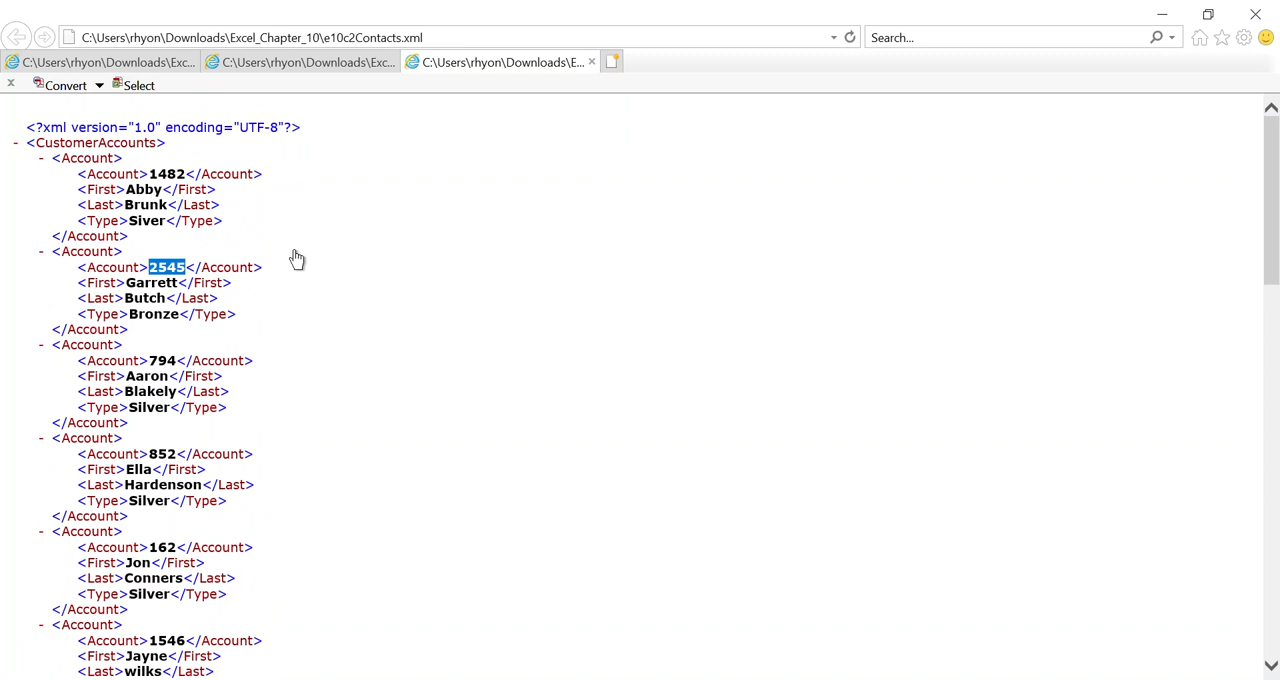 C:\Users\rhyon\Downloads\Excel_Chapter_10\e10c2Contacts.xml
Search...
C:\Users\rhyon\Downloads\Exc...
C:\Users\rhyon\Downloads\Exc...
C:\Users\rhyon\Downloads\E...
x Convert Select
<?xml version="1.0" encoding="UTF-8"?>
- <CustomerAccounts>
- <Account>
<Account>1482</Account>
<First>Abby</First>
<Last>Brunk</Last>
<Type>Siver</Type>
</Account>
- <Account>
<Account>2545</Account>
<First>Garrett</First>
<Last>Butch</Last>
<Type>Bronze</Type>
</Account>
- <Account>
<Account>794</Account>
<First>Aaron</First>
<Last>Blakely</Last>
<Type>Silver</Type>
</Account>
- <Account>
<Account>852</Account>
<First>Ella</First>
<Last>Hardenson</Last>
<Type>Silver</Type>
</Account>
- <Account>
<Account>162</Account>
<First>Jon</First>
<Last>Conners</Last>
<Type>Silver</Type>
</Account>
- <Account>
<Account>1546</Account>
<First>Jayne</First>
<Last>wilks</Last>